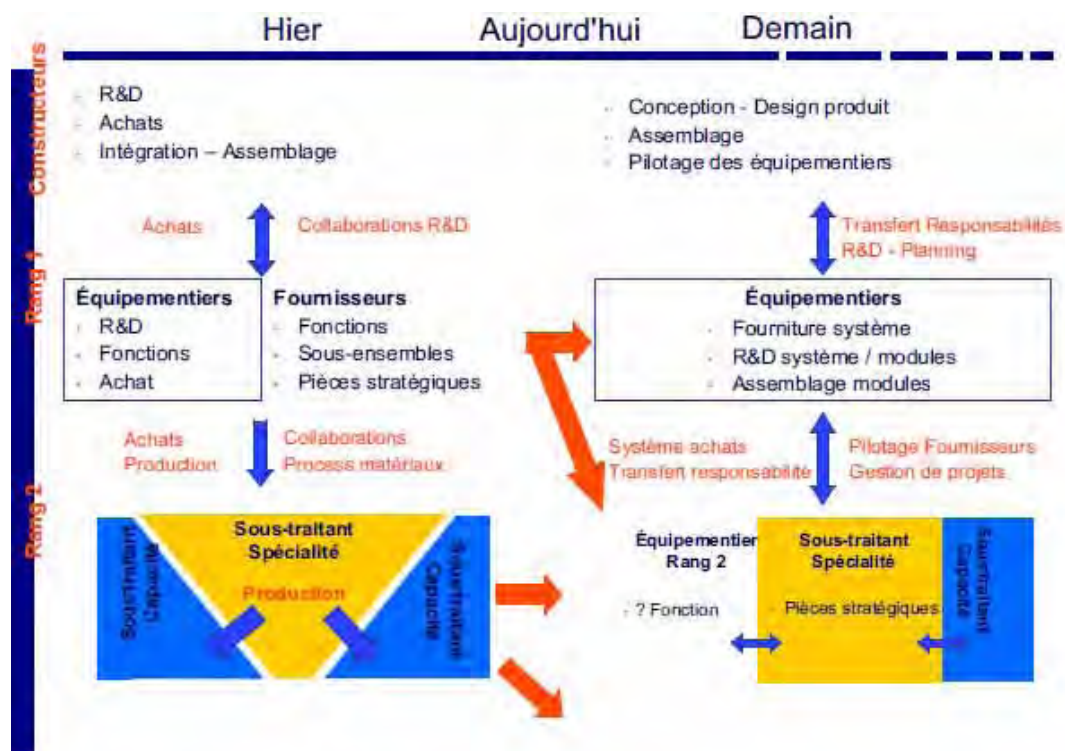 Hier
Aujourd'hui
Demain
Constructeurs
- R&D
- Achats
- Intégration – Assemblage
- Conception - Design produit
- Assemblage
- Pilotage des équipementiers
Achats
Collaborations R&D
Transfert Responsabilités
R&D - Planning
Rang 1
Équipementiers
- R&D
- Fonctions
- Achat
Fournisseurs
- Fonctions
- Sous-ensembles
- Pièces stratégiques
Équipementiers
- Fourniture système
- R&D système / modules
- Assemblage modules
Achats
Production
Collaborations
Process matériaux
Système achats
Transfert responsabilité
Pilotage Fournisseurs
Gestion de projets
Rang 2
Sous-traitant
Capacité
Sous-traitant
Spécialité
Production
Sous-traitant
Capacité
Équipementier
Rang 2
- ? Fonction
Sous-traitant
Spécialité
- Pièces stratégiques
Sous-traitant
Capacité